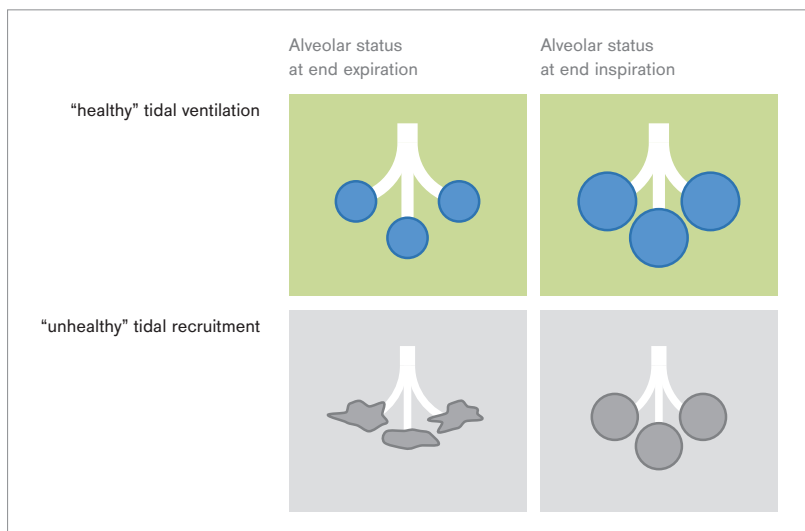 Alveolar status
at end expiration
Alveolar status
at end inspiration
“healthy” tidal ventilation
“unhealthy” tidal recruitment